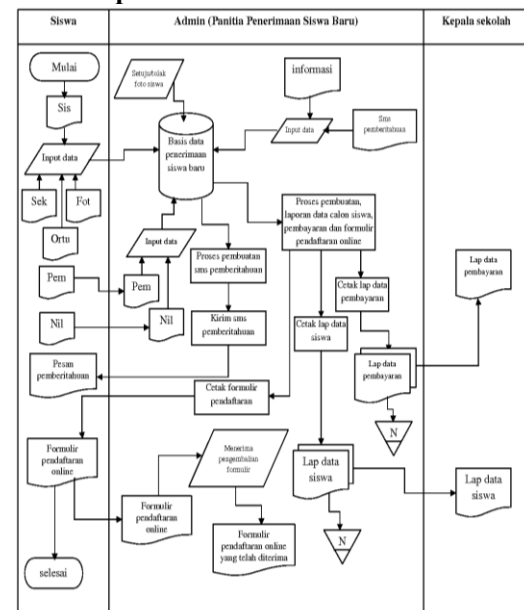 Siswa
Admin (Panitia Penerimaan Siswa Baru)
Kepala sekolah
Mulai
Sis
Input data
Sek
Fot
Ortu
Pem
Nil
Pesan
pemberitahuan
Formulir
pendaftaran
online
selesai
Setuju/tolak
foto siswa
informasi
Input data
Sms
pemberitahuan
Basis data
penerimaan
siswa baru
Input data
Pem
Nil
Proses pembuatan
sms pemberitahuan
Kirim sms
pemberitahuan
Cetak formulir
pendaftaran
Proses pembuatan,
laporan data calon siswa,
pembayaran dan formulir
pendaftaran online
Cetak lap data
pembayaran
Cetak lap data
siswa
Lap data
pembayaran
N
Menerima
pengembalian
formulir
Formulir
pendaftaran
online
Formulir
pendaftaran online
yang telah diterima
Lap data
siswa
N
Lap data
pembayaran
Lap data
siswa